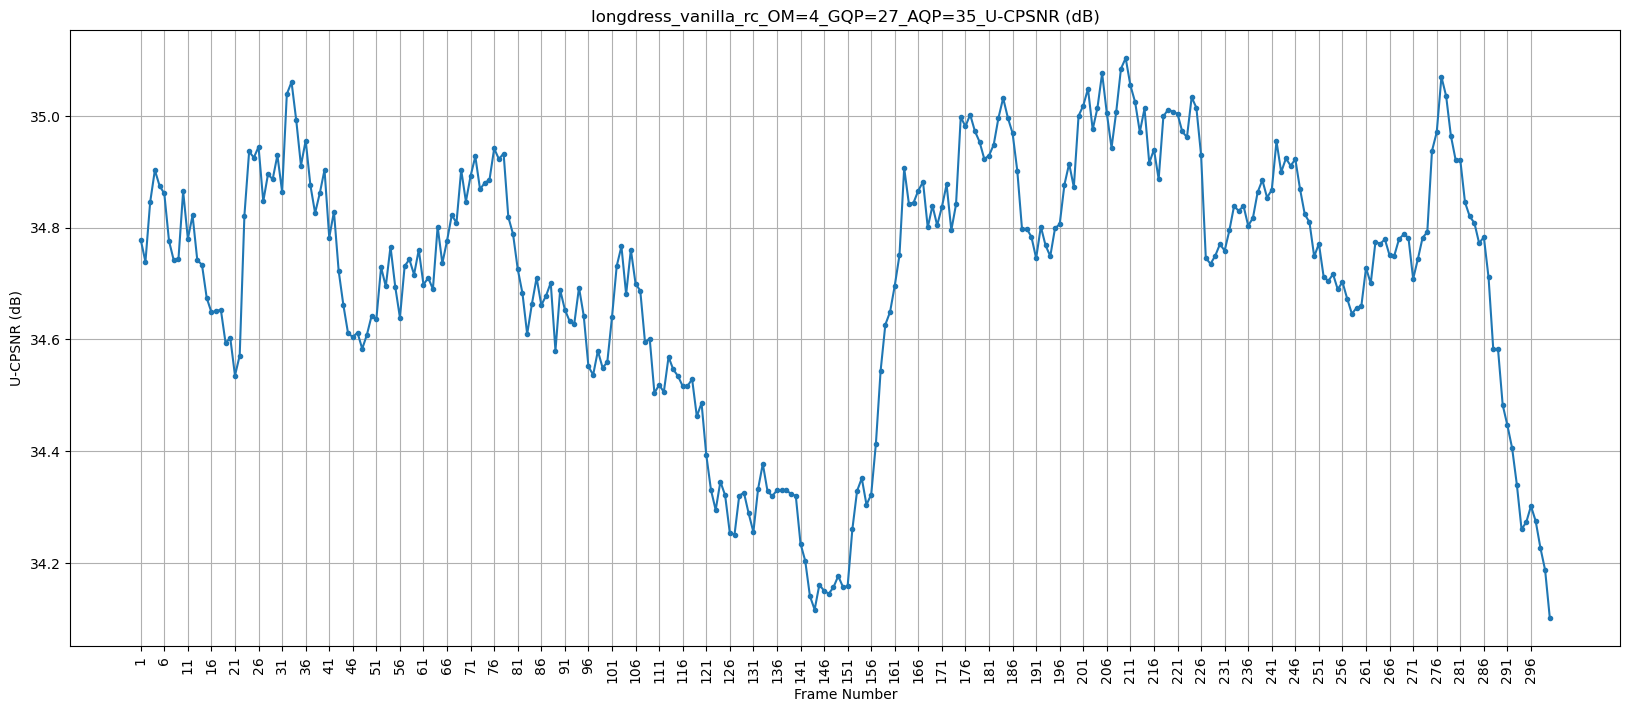 longdress_vanilla_rc_OM=4_GQP=27_AQP=35_U-CPSNR (dB)
U-CPSNR (dB)
35.0
34.8
34.6
34.4
34.2
1 6 11 16 21 26 31 36 41 46 51 56 61 66 71 76 81 86 91 96 101 106 111 116 121 126 131 136 141 146 151 156 161 166 171 176 181 186 191 196 201 206 211 216 221 226 231 236 241 246 251 256 261 266 271 276 281 286 291 296
Frame Number